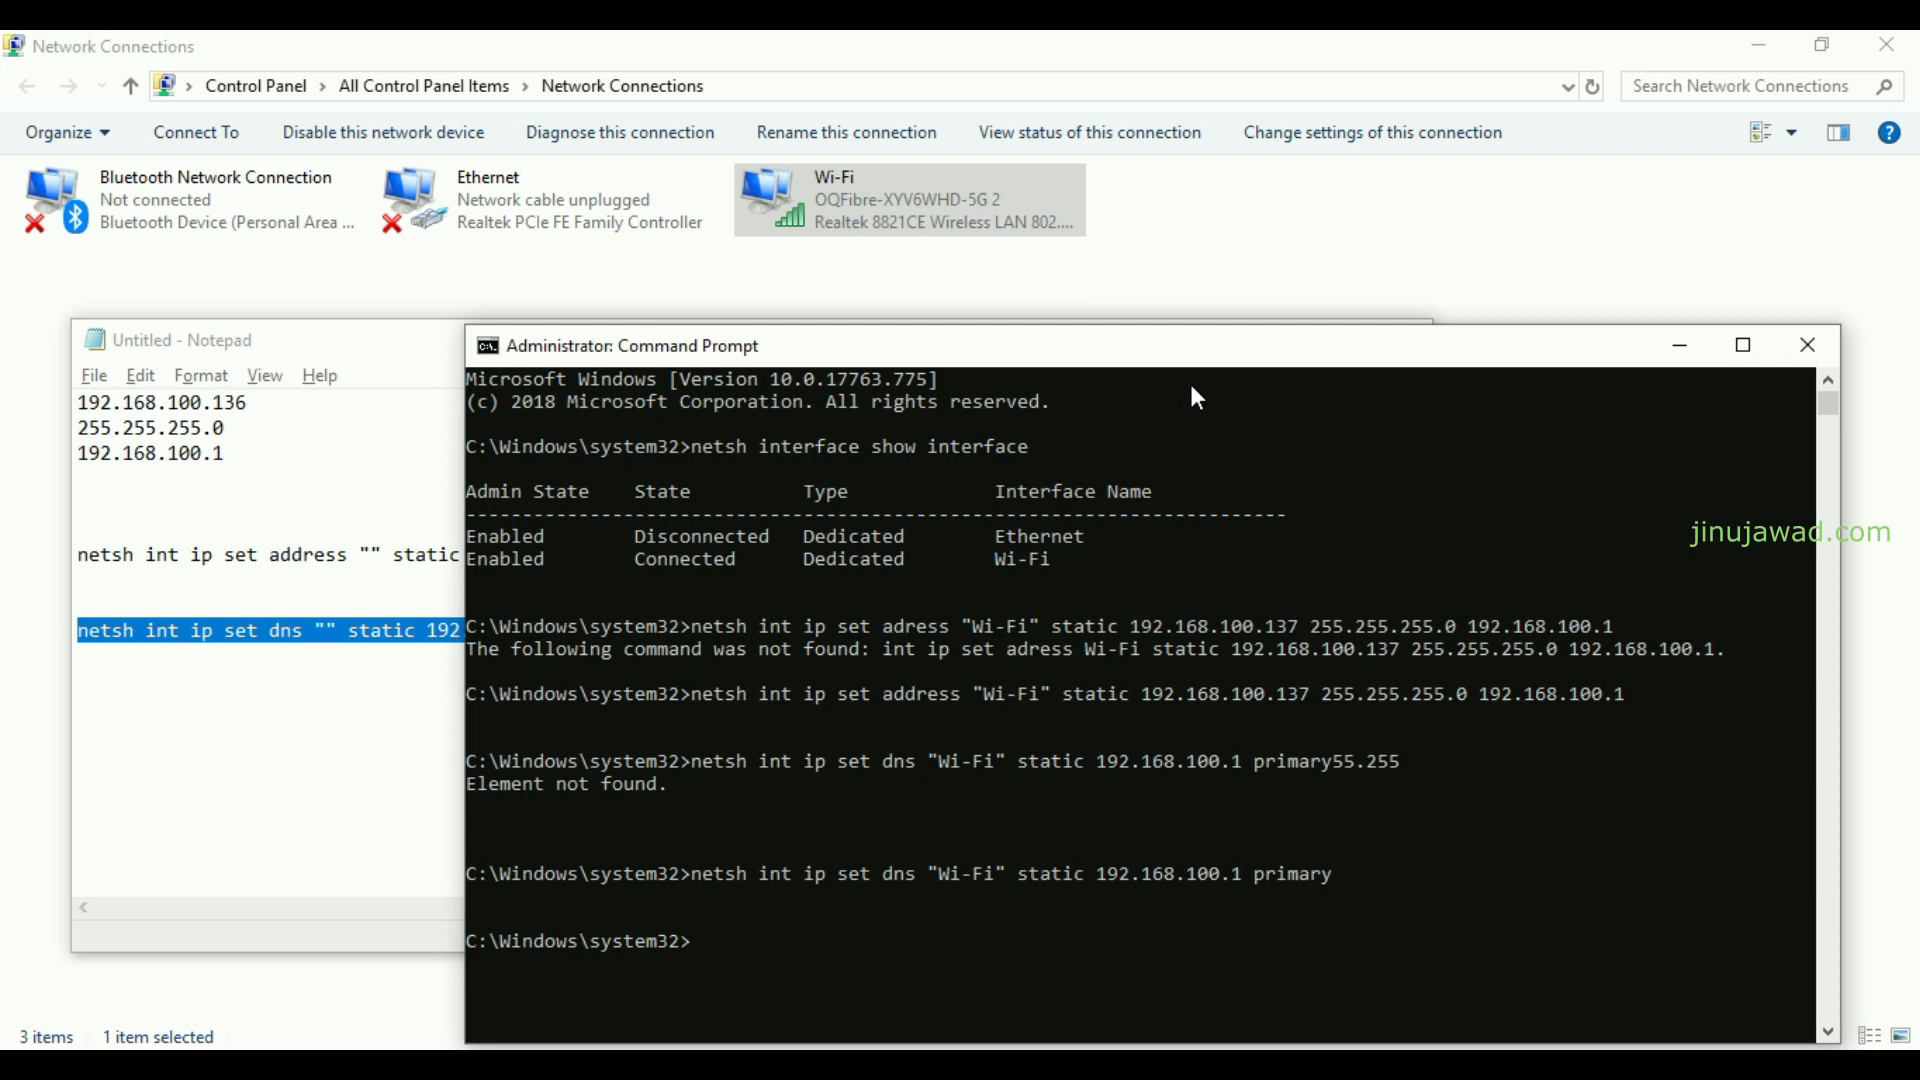 Network Connections
Control Panel › All Control Panel Items › Network Connections
Search Network Connections
Organize
Connect To
Disable this network device
Diagnose this connection
Rename this connection
View status of this connection
Change settings of this connection
Bluetooth Network Connection
Not connected
Bluetooth Device (Personal Area ...
Ethernet
Network cable unplugged
Realtek PCIe FE Family Controller
Wi-Fi
OQFibre-XYV6WHD-5G 2
Realtek 8821CE Wireless LAN 802....
Untitled - Notepad
File Edit Format View Help
192.168.100.136
255.255.255.0
192.168.100.1
netsh int ip set address "" static
netsh int ip set dns "" static 192
Administrator: Command Prompt
Microsoft Windows [Version 10.0.17763.775]
(c) 2018 Microsoft Corporation. All rights reserved.
C:\Windows\system32>netsh interface show interface
Admin State State Type Interface Name
-------------------------------------------------------------------------
Enabled Disconnected Dedicated Ethernet
Enabled Connected Dedicated Wi-Fi
C:\Windows\system32>netsh int ip set adress "Wi-Fi" static 192.168.100.137 255.255.255.0 192.168.100.1
The following command was not found: int ip set adress Wi-Fi static 192.168.100.137 255.255.255.0 192.168.100.1.
C:\Windows\system32>netsh int ip set address "Wi-Fi" static 192.168.100.137 255.255.255.0 192.168.100.1
C:\Windows\system32>netsh int ip set dns "Wi-Fi" static 192.168.100.1 primary55.255
Element not found.
C:\Windows\system32>netsh int ip set dns "Wi-Fi" static 192.168.100.1 primary
C:\Windows\system32>
jinujawad.com
3 items 1 item selected